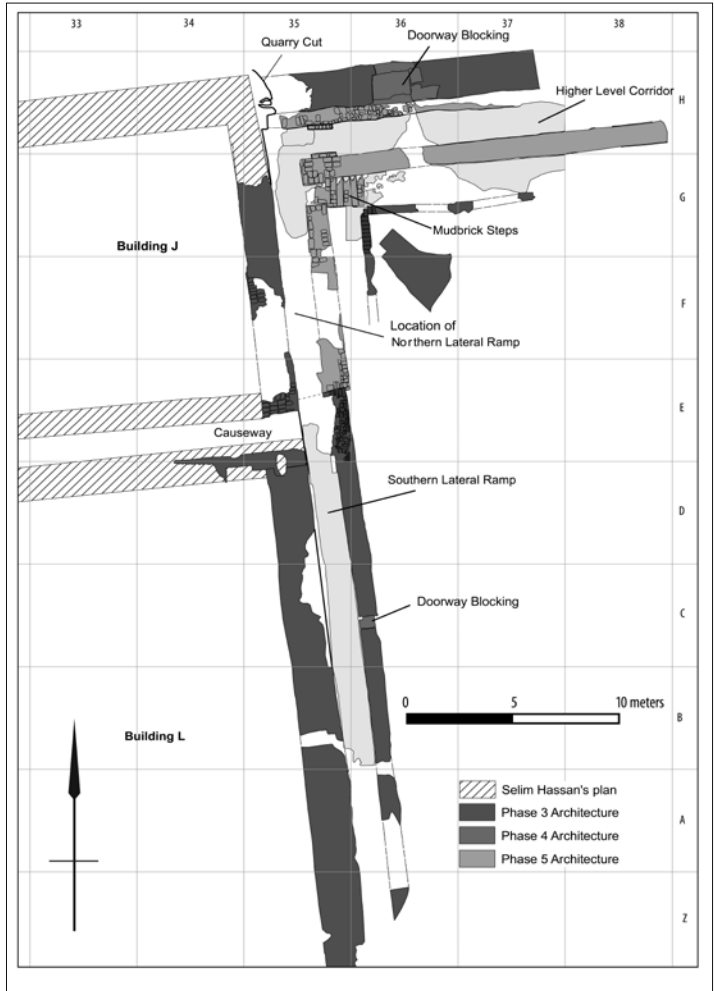 33 34 35 36 37 38
Doorway Blocking
Quarry Cut
Higher Level Corridor
H
G
Mudbrick Steps
Building J
F
Location of
Northern Lateral Ramp
E
Causeway
Southern Lateral Ramp
D
Doorway Blocking
C
0 5 10 meters
B
Building L
Selim Hassan's plan
Phase 3 Architecture
A
Phase 4 Architecture
Phase 5 Architecture
Z